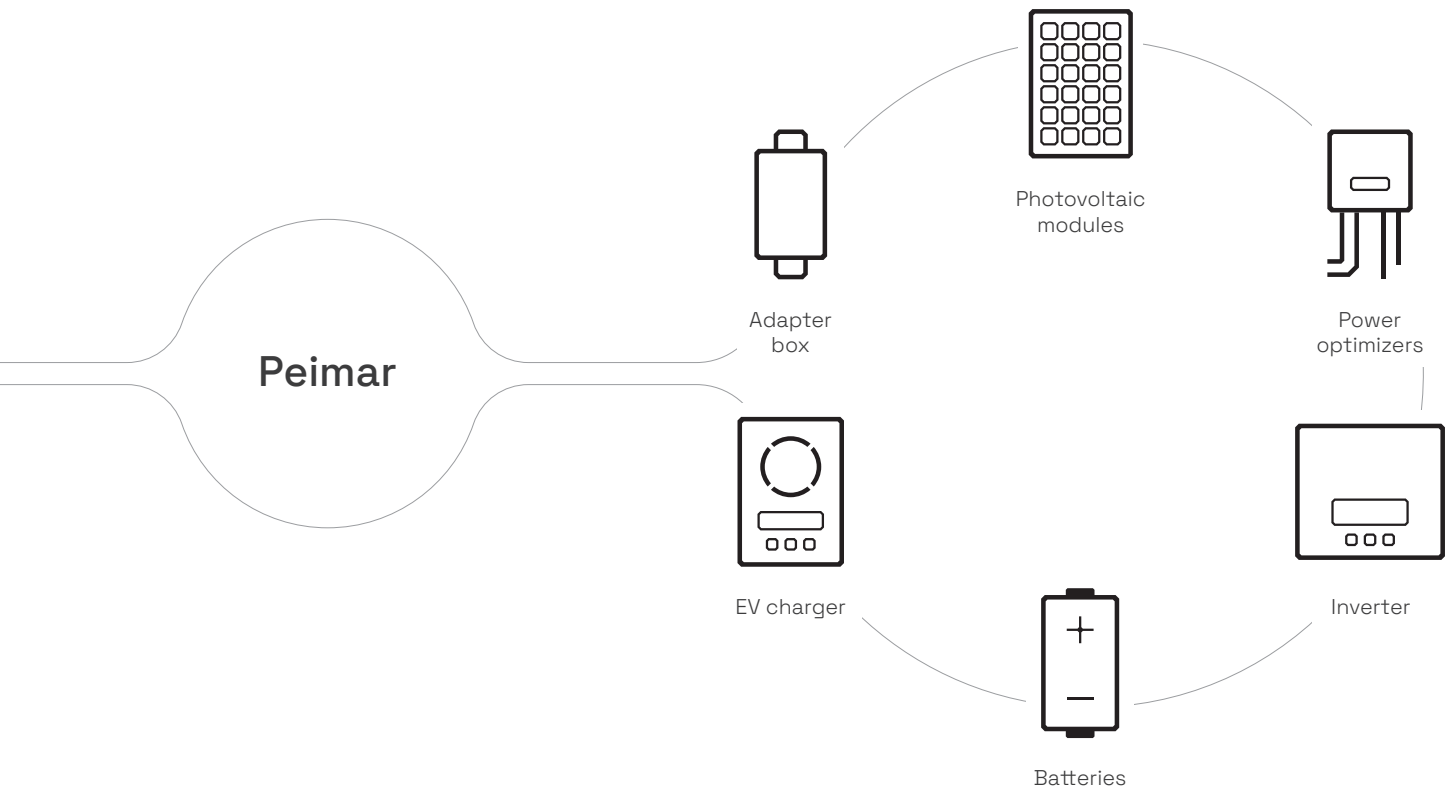 Peimar
Adapter
box
Photovoltaic
modules
Power
optimizers
Inverter
Batteries
EV charger